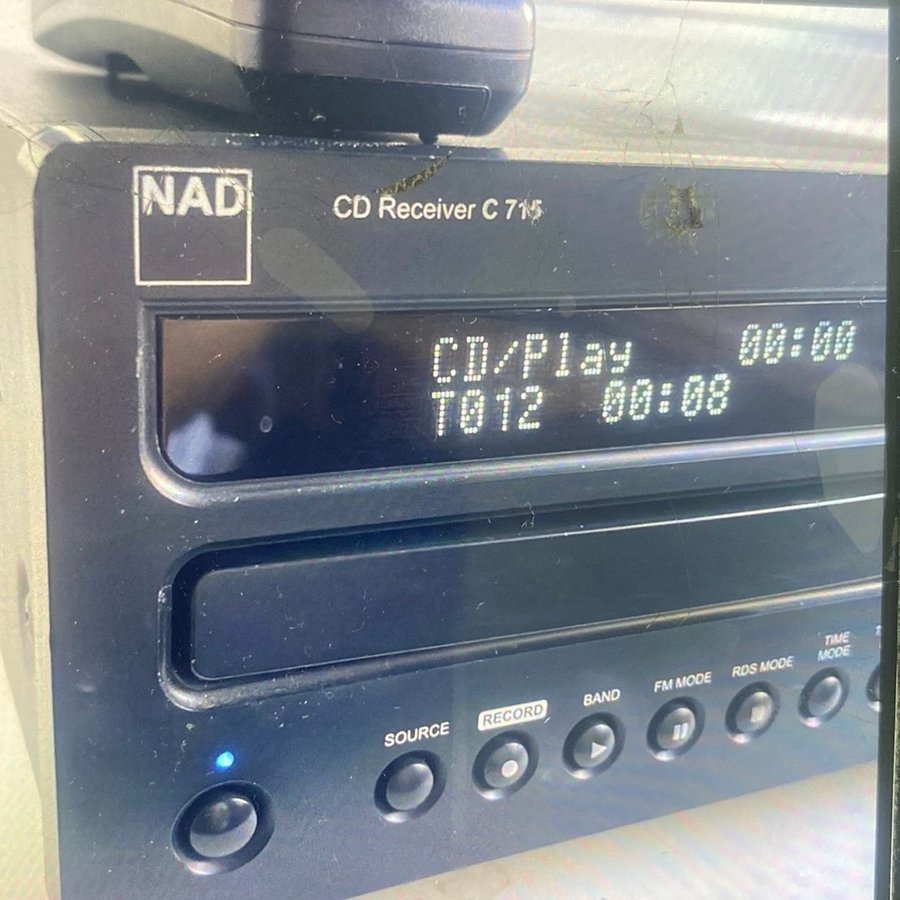 NAD
CD Receiver C 715
CD/Play 00:00
T012 00:08
SOURCE
RECORD
BAND
FM MODE
RDS MODE
TIME
MODE